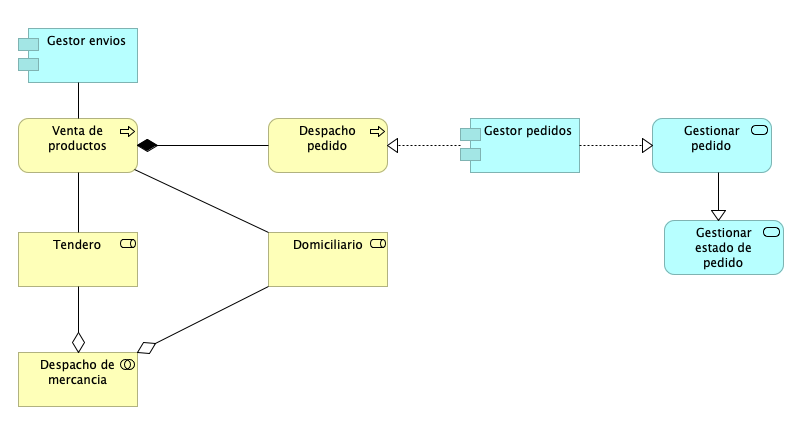 Gestor envios
Venta de
productos
Despacho
pedido
Gestor pedidos
Gestionar
pedido
Tendero
Domiciliario
Gestionar
estado de
pedido
Despacho de
mercancia